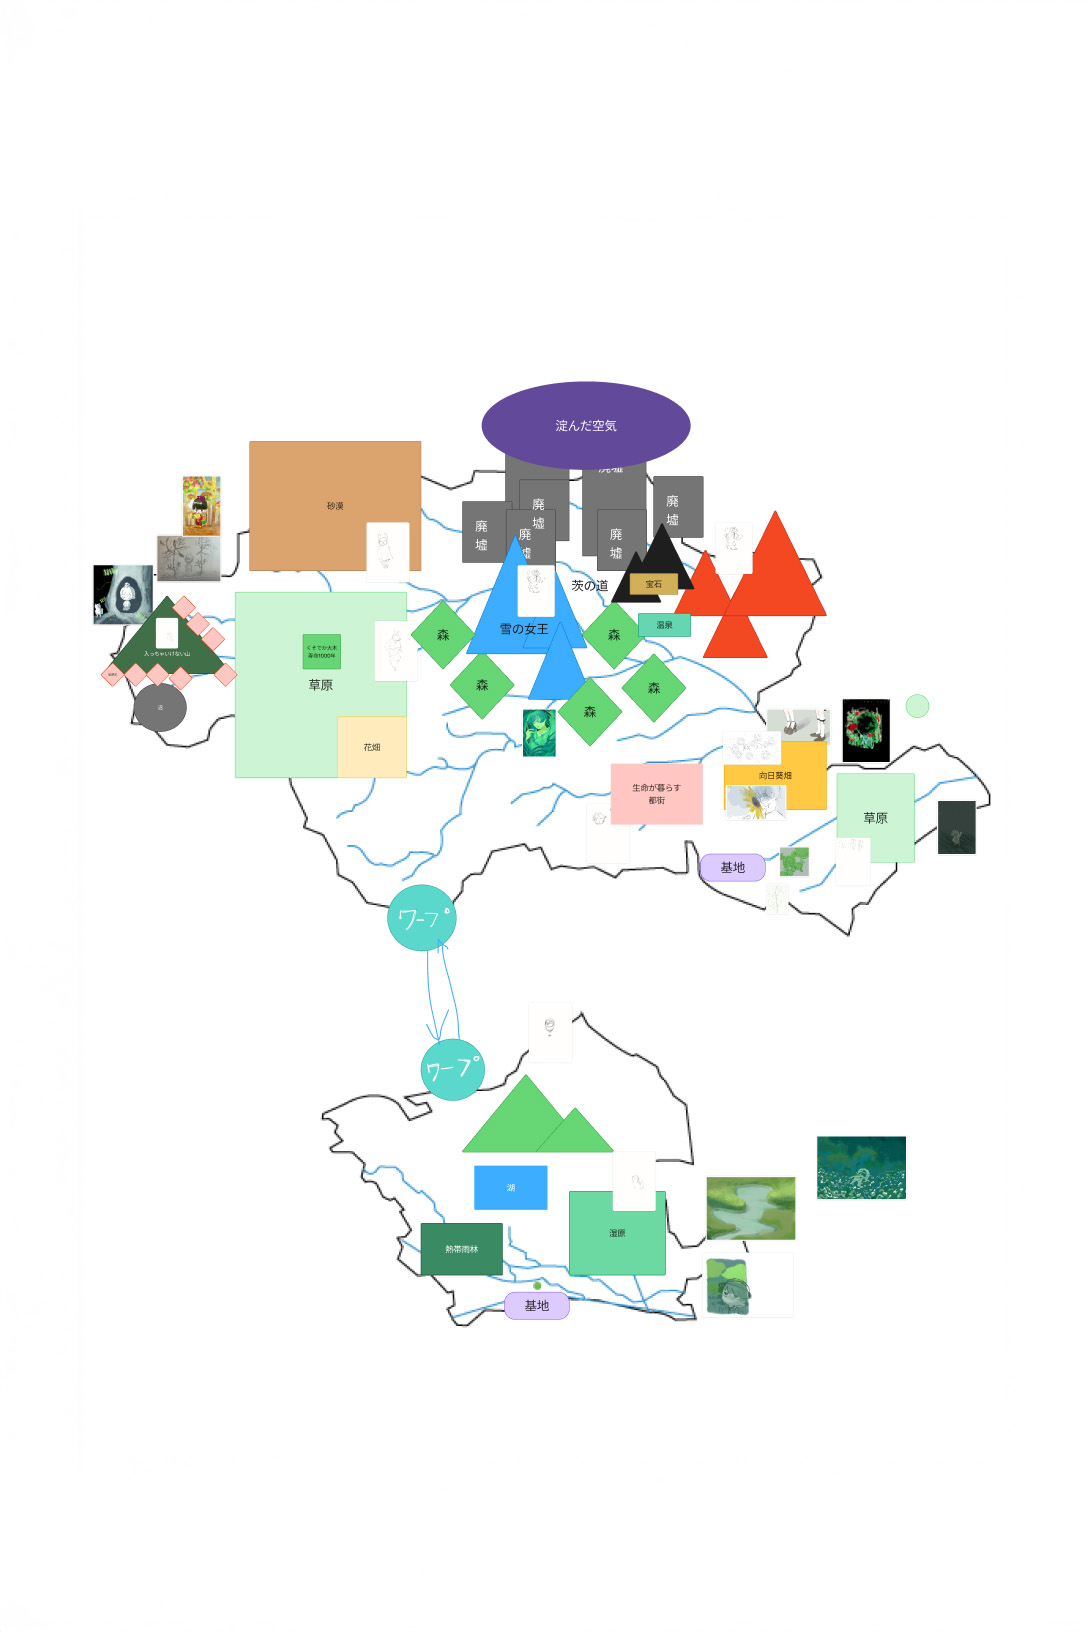 淀んだ空気
廃墟
砂漠
廃
墟
廃
墟
廃
墟
廃
墟
廃
墟
茨の道
宝石
雪の女王
温泉
森
森
森
森
森
くそでか大木
寿命1000年
草原
花畑
入っちゃいけない山
沼
生命が暮らす
都街
向日葵畑
草原
基地
ワープ
ワープ
湖
湿原
熱帯雨林
基地